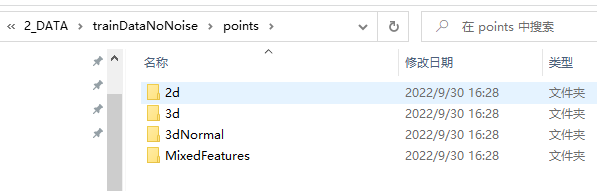 « 2_DATA › trainDataNoNoise › points ›
在 points 中搜索
名称 修改日期 类型
2d 2022/9/30 16:28 文件夹
3d 2022/9/30 16:28 文件夹
3dNormal 2022/9/30 16:28 文件夹
MixedFeatures 2022/9/30 16:28 文件夹